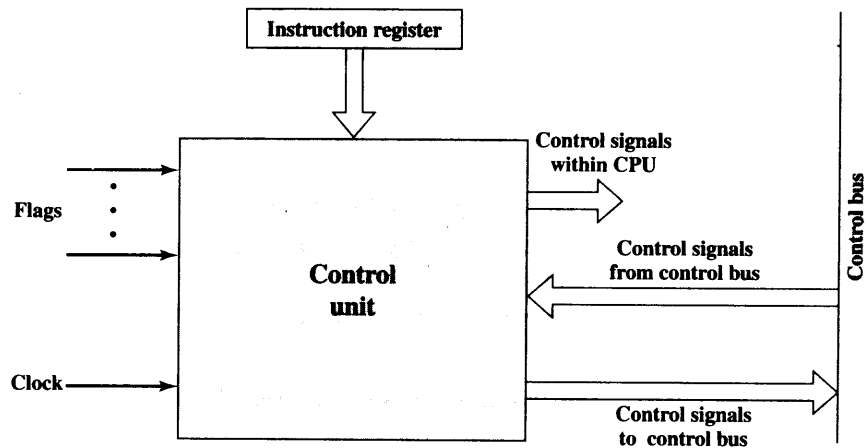 Instruction register
Control signals
within CPU
Flags
Control signals
from control bus
Control
unit
Clock
Control signals
to control bus
Control bus